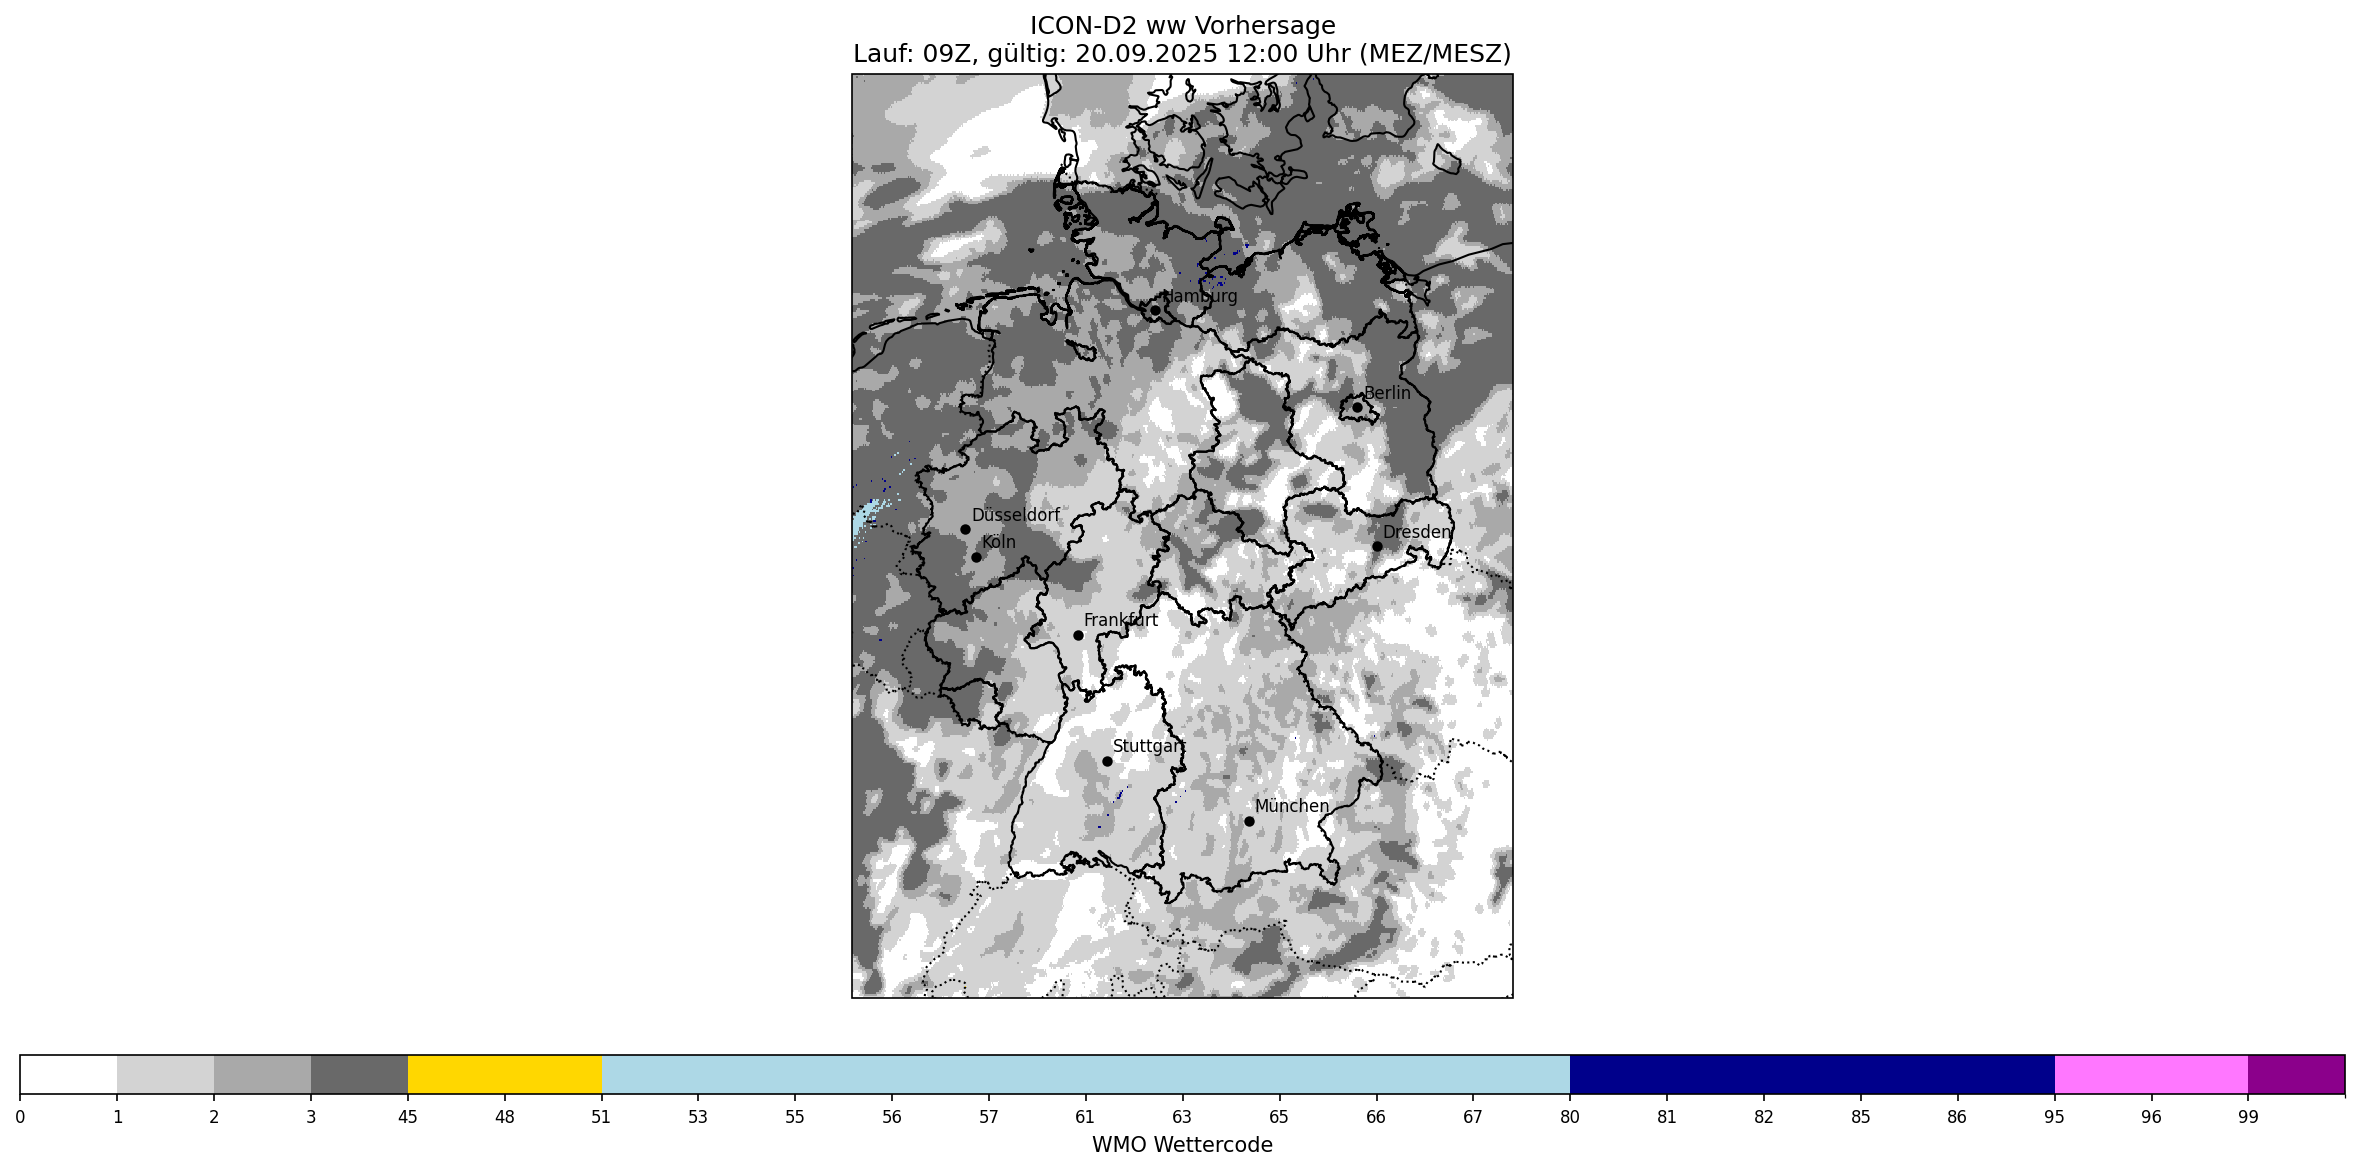 ICON-D2 ww Vorhersage
Lauf: 09Z, gültig: 20.09.2025 12:00 Uhr (MEZ/MESZ)
Hamburg
Berlin
Düsseldorf
Köln
Dresden
Frankfurt
Stuttgart
München
0 1 2 3 45 48 51 53 55 56 57 61 63 65 66 67 80 81 82 85 86 95 96 99
WMO Wettercode